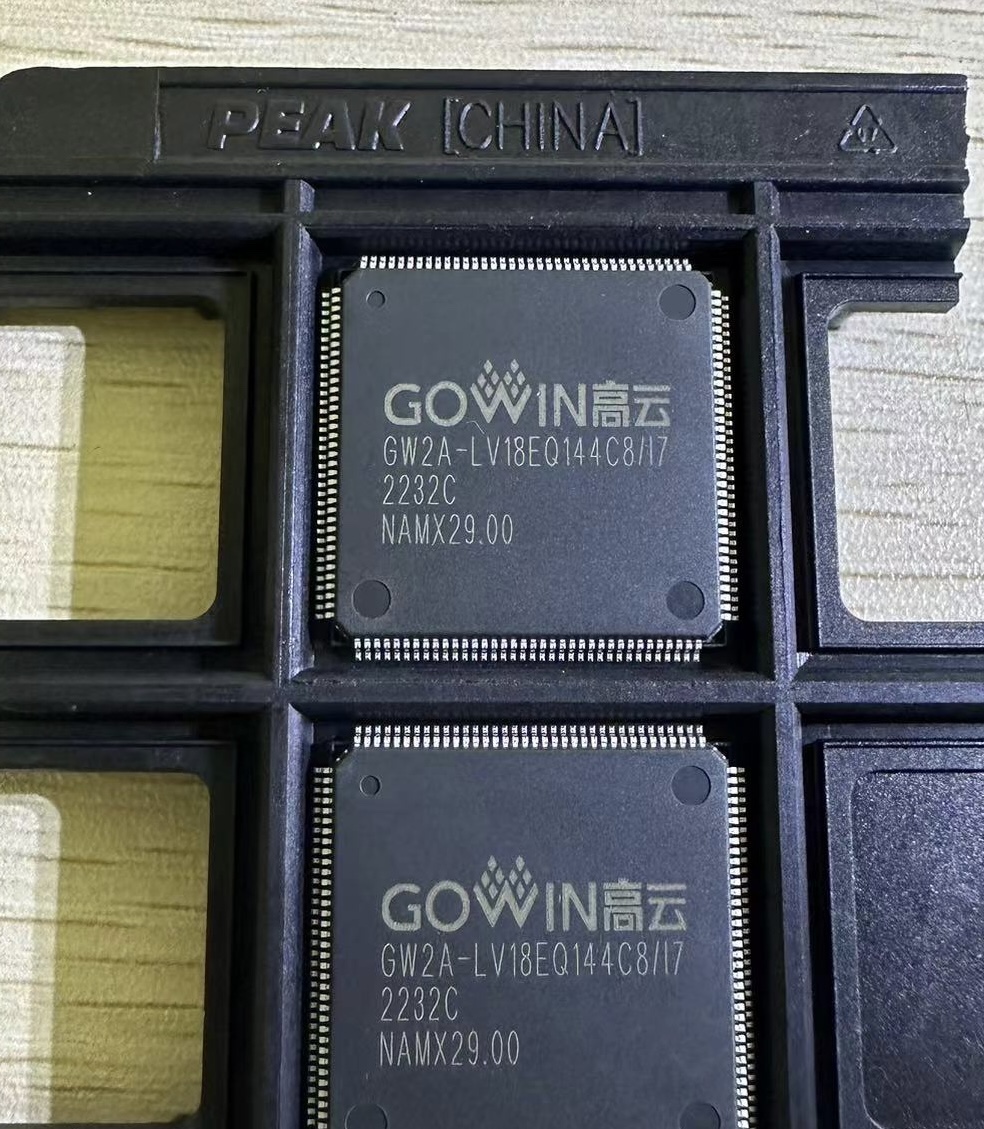 PEAK [CHINA]
GOWIN高云
GW2A-LV18EQ144C8/I7
2232C
NAMX29.00
GOWIN高云
GW2A-LV18EQ144C8/I7
2232C
NAMX29.00